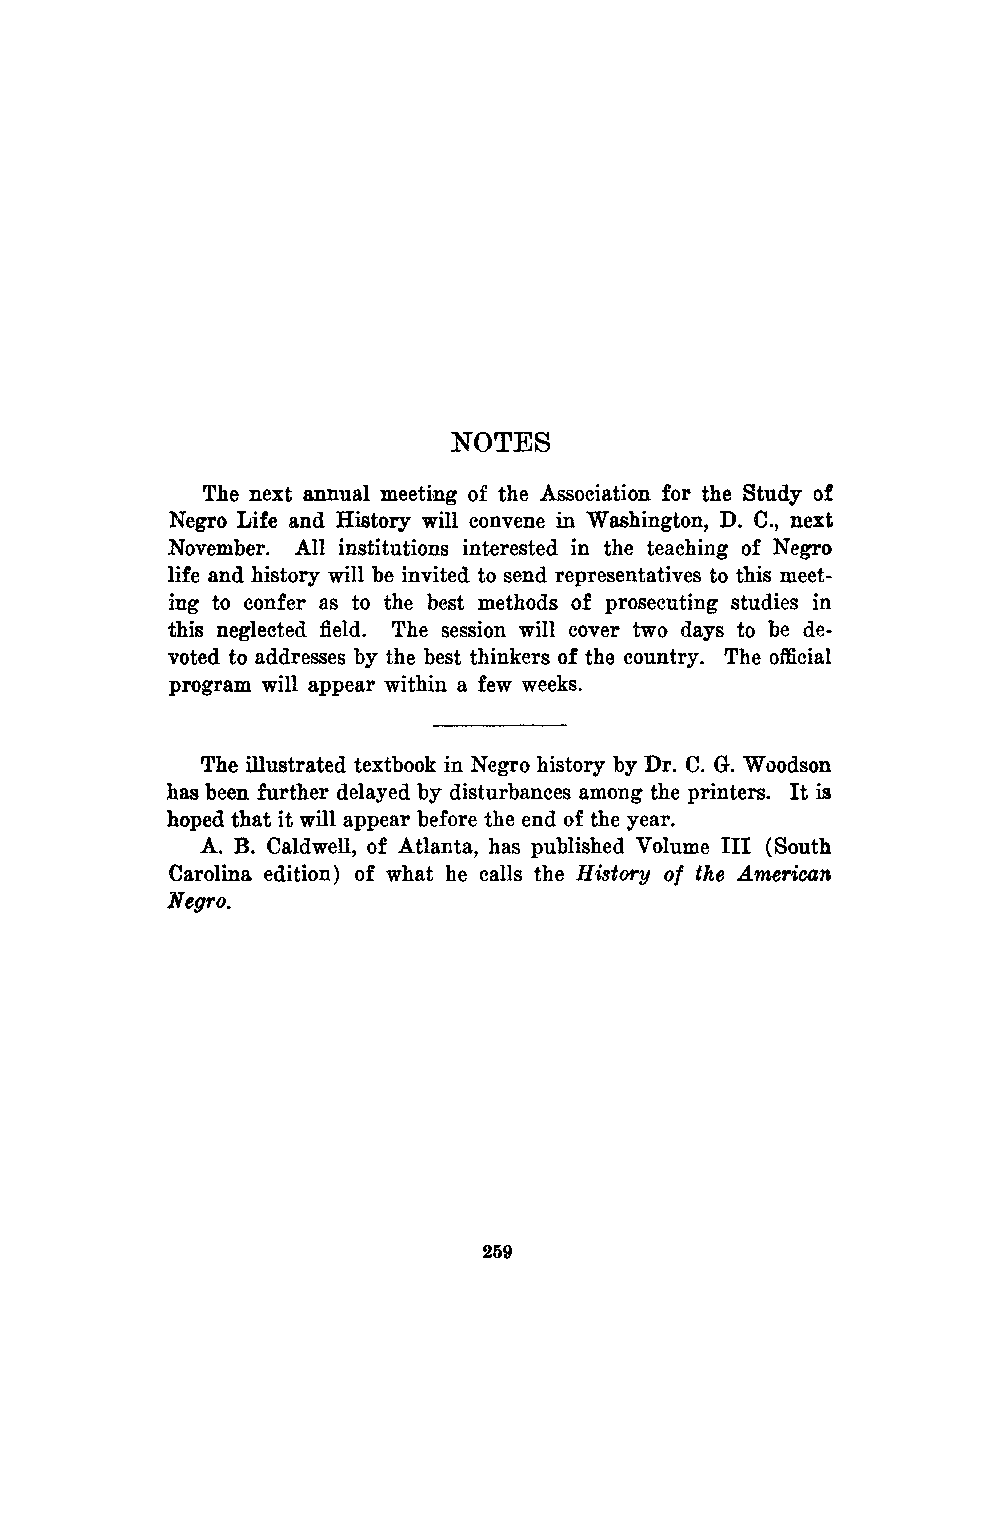 NOTES
The next annual meeting of the Association for the Study of
Negro Life and History will convene in Washington, D. C., next
November. All institutions interested in the teaching of Negro
life and history will be invited to send representatives to this meet-
ing to confer as to the best methods of prosecuting studies in
this neglected field. The session will cover two days to be de-
voted to addresses by the best thinkers of the country. The official
program will appear within a few weeks.
The illustrated textbook in Negro history by Dr. C. G. Woodson
has been further delayed by disturbances among the printers. It is
hoped that it will appear before the end of the year.
A. B. Caldwell, of Atlanta, has published Volume III (South
Carolina edition) of what he calls the History of the American
Negro.
259